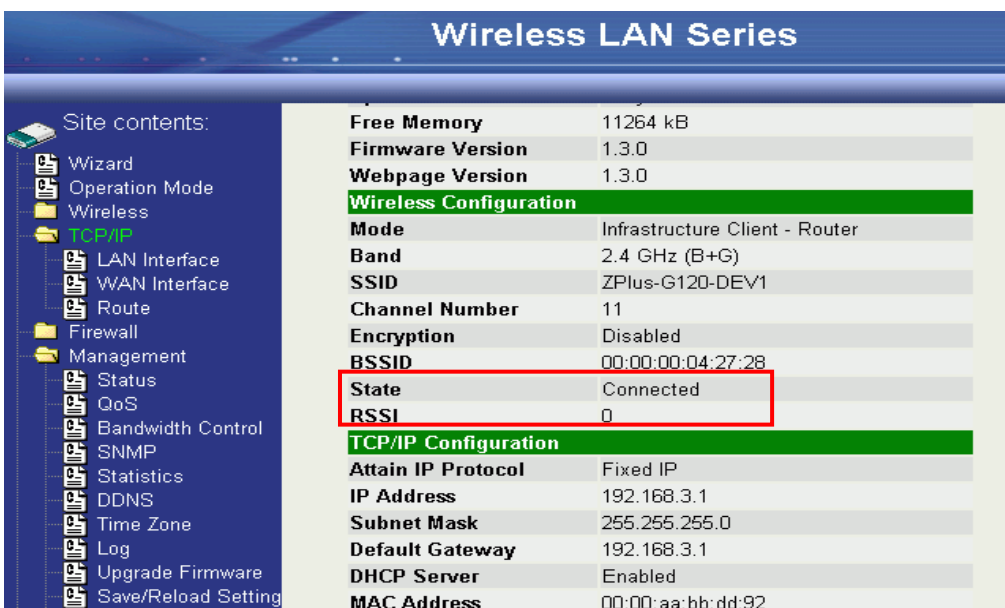 Wireless LAN Series
Site contents:
Wizard
Operation Mode
Wireless
TCP/IP
LAN Interface
WAN Interface
Route
Firewall
Management
Status
QoS
Bandwidth Control
SNMP
Statistics
DDNS
Time Zone
Log
Upgrade Firmware
Save/Reload Setting
Free Memory 11264 kB
Firmware Version 1.3.0
Webpage Version 1.3.0
Wireless Configuration
Mode Infrastructure Client - Router
Band 2.4 GHz (B+G)
SSID ZPlus-G120-DEV1
Channel Number 11
Encryption Disabled
BSSID 00:00:00:04:27:28
State Connected
RSSI 0
TCP/IP Configuration
Attain IP Protocol Fixed IP
IP Address 192.168.3.1
Subnet Mask 255.255.255.0
Default Gateway 192.168.3.1
DHCP Server Enabled
MAC Address 00:00:aa:bb:dd:92